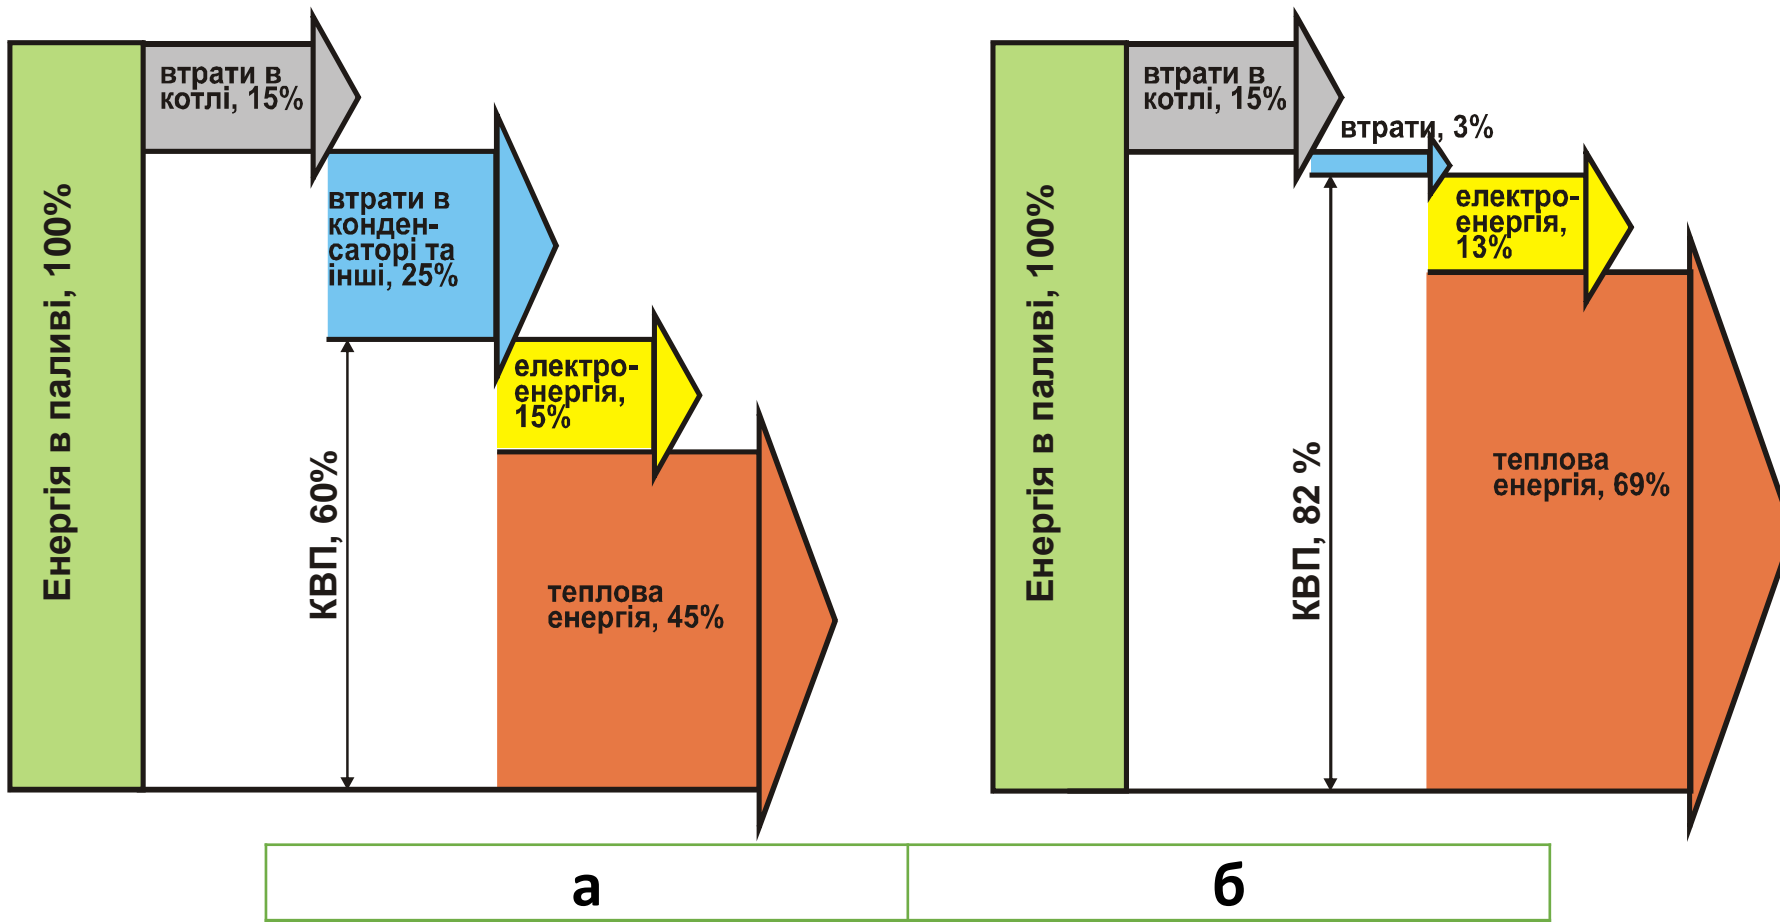 Енергія в паливі, 100%
втрати в
котлі, 15%
втрати в
конден-
саторі та
інші, 25%
КВП, 60%
електро-
енергія,
15%
теплова
енергія, 45%
Енергія в паливі, 100%
втрати в
котлі, 15%
втрати, 3%
КВП, 82 %
електро-
енергія,
13%
теплова
енергія, 69%
а
б